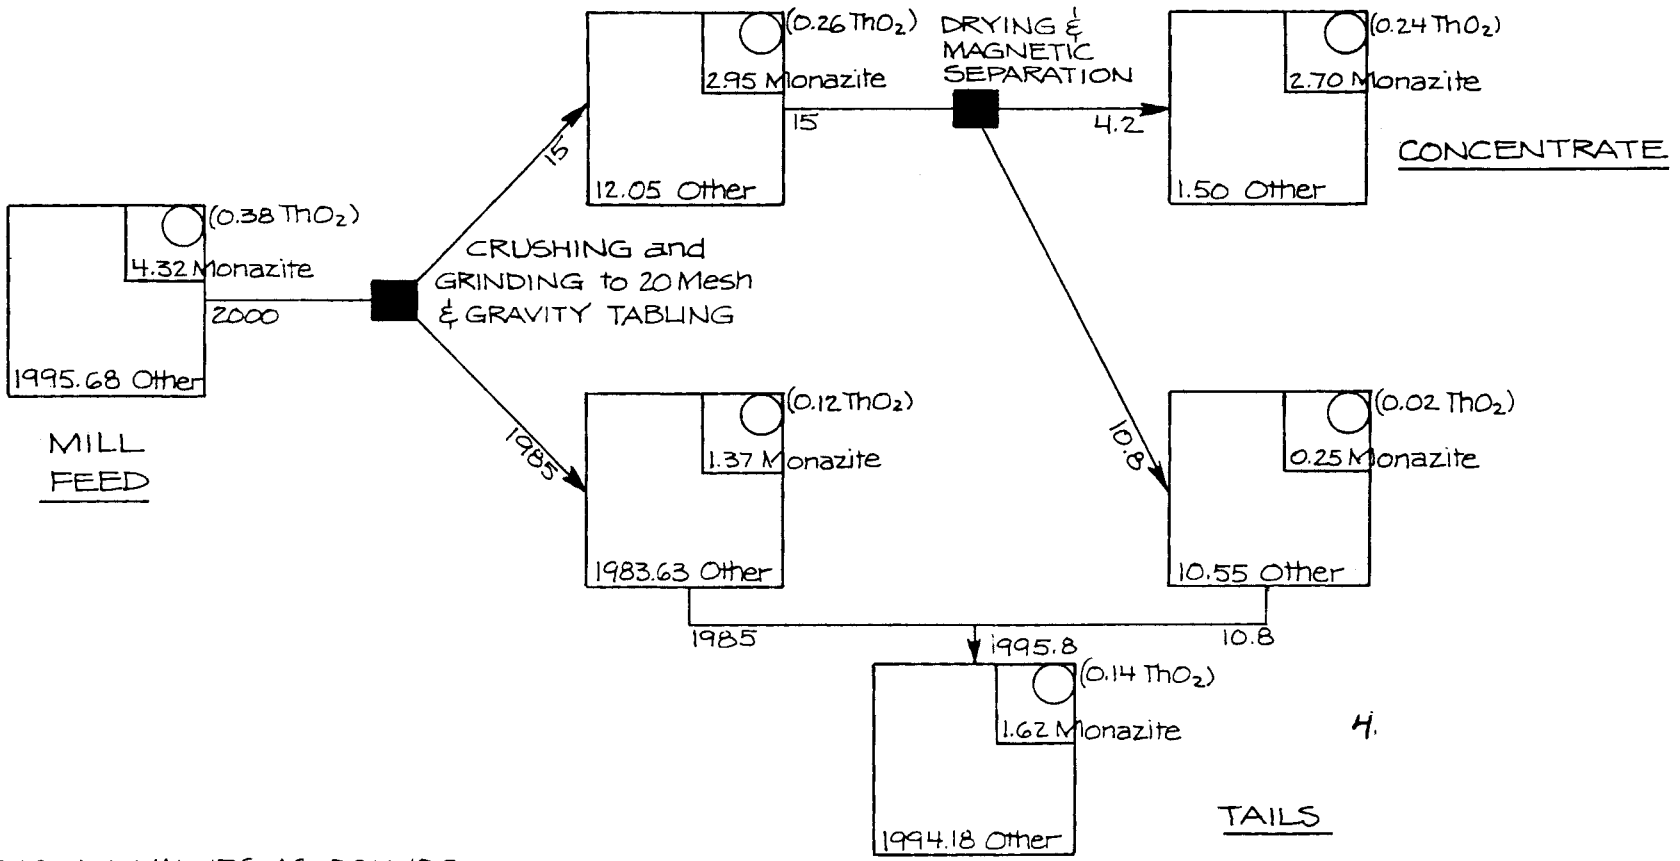 (0.26 ThO₂)
2.95 Monazite
12.05 Other
DRYING &
MAGNETIC
SEPARATION
15
4.2
(0.24 ThO₂)
2.70 Monazite
1.50 Other
CONCENTRATE
15
(0.38 ThO₂)
4.32 Monazite
1995.68 Other
2000
MILL
FEED
CRUSHING and
GRINDING to 20 Mesh
& GRAVITY TABLING
1985
(0.12 ThO₂)
1.37 Monazite
1983.63 Other
10.8
(0.02 ThO₂)
0.25 Monazite
10.55 Other
1985
1995.8
10.8
(0.14 ThO₂)
1.62 Monazite
1994.18 Other
4.
TAILS